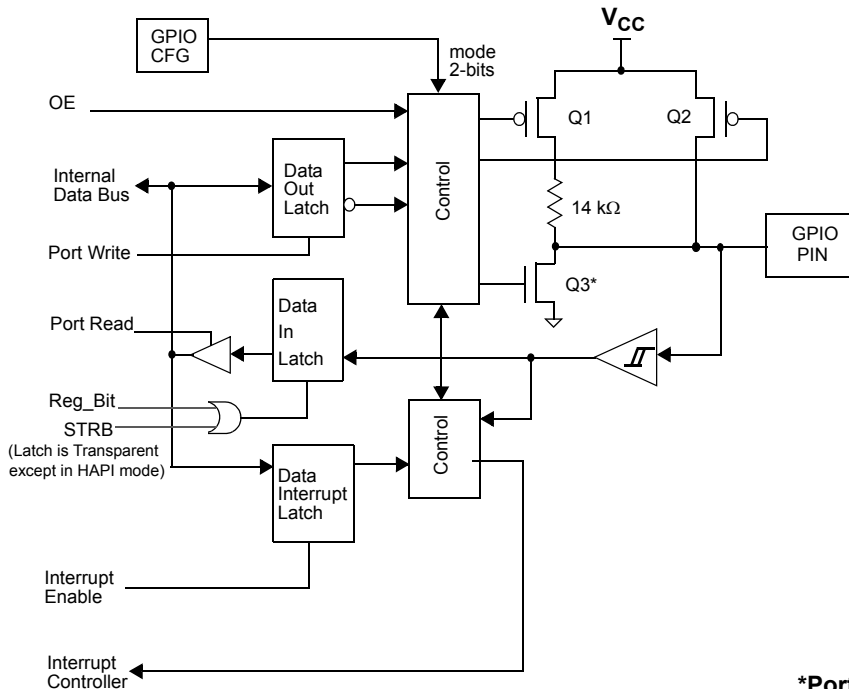 V_CC
GPIO
CFG
mode
2-bits
OE
Q1
Q2
Data
Out
Latch
Control
Internal
Data Bus
14 kΩ
GPIO
PIN
Port Write
Q3*
Data
In
Latch
Port Read
Reg_Bit
STRB
(Latch is Transparent
except in HAPI mode)
Control
Data
Interrupt
Latch
Interrupt
Enable
Interrupt
Controller
*Port